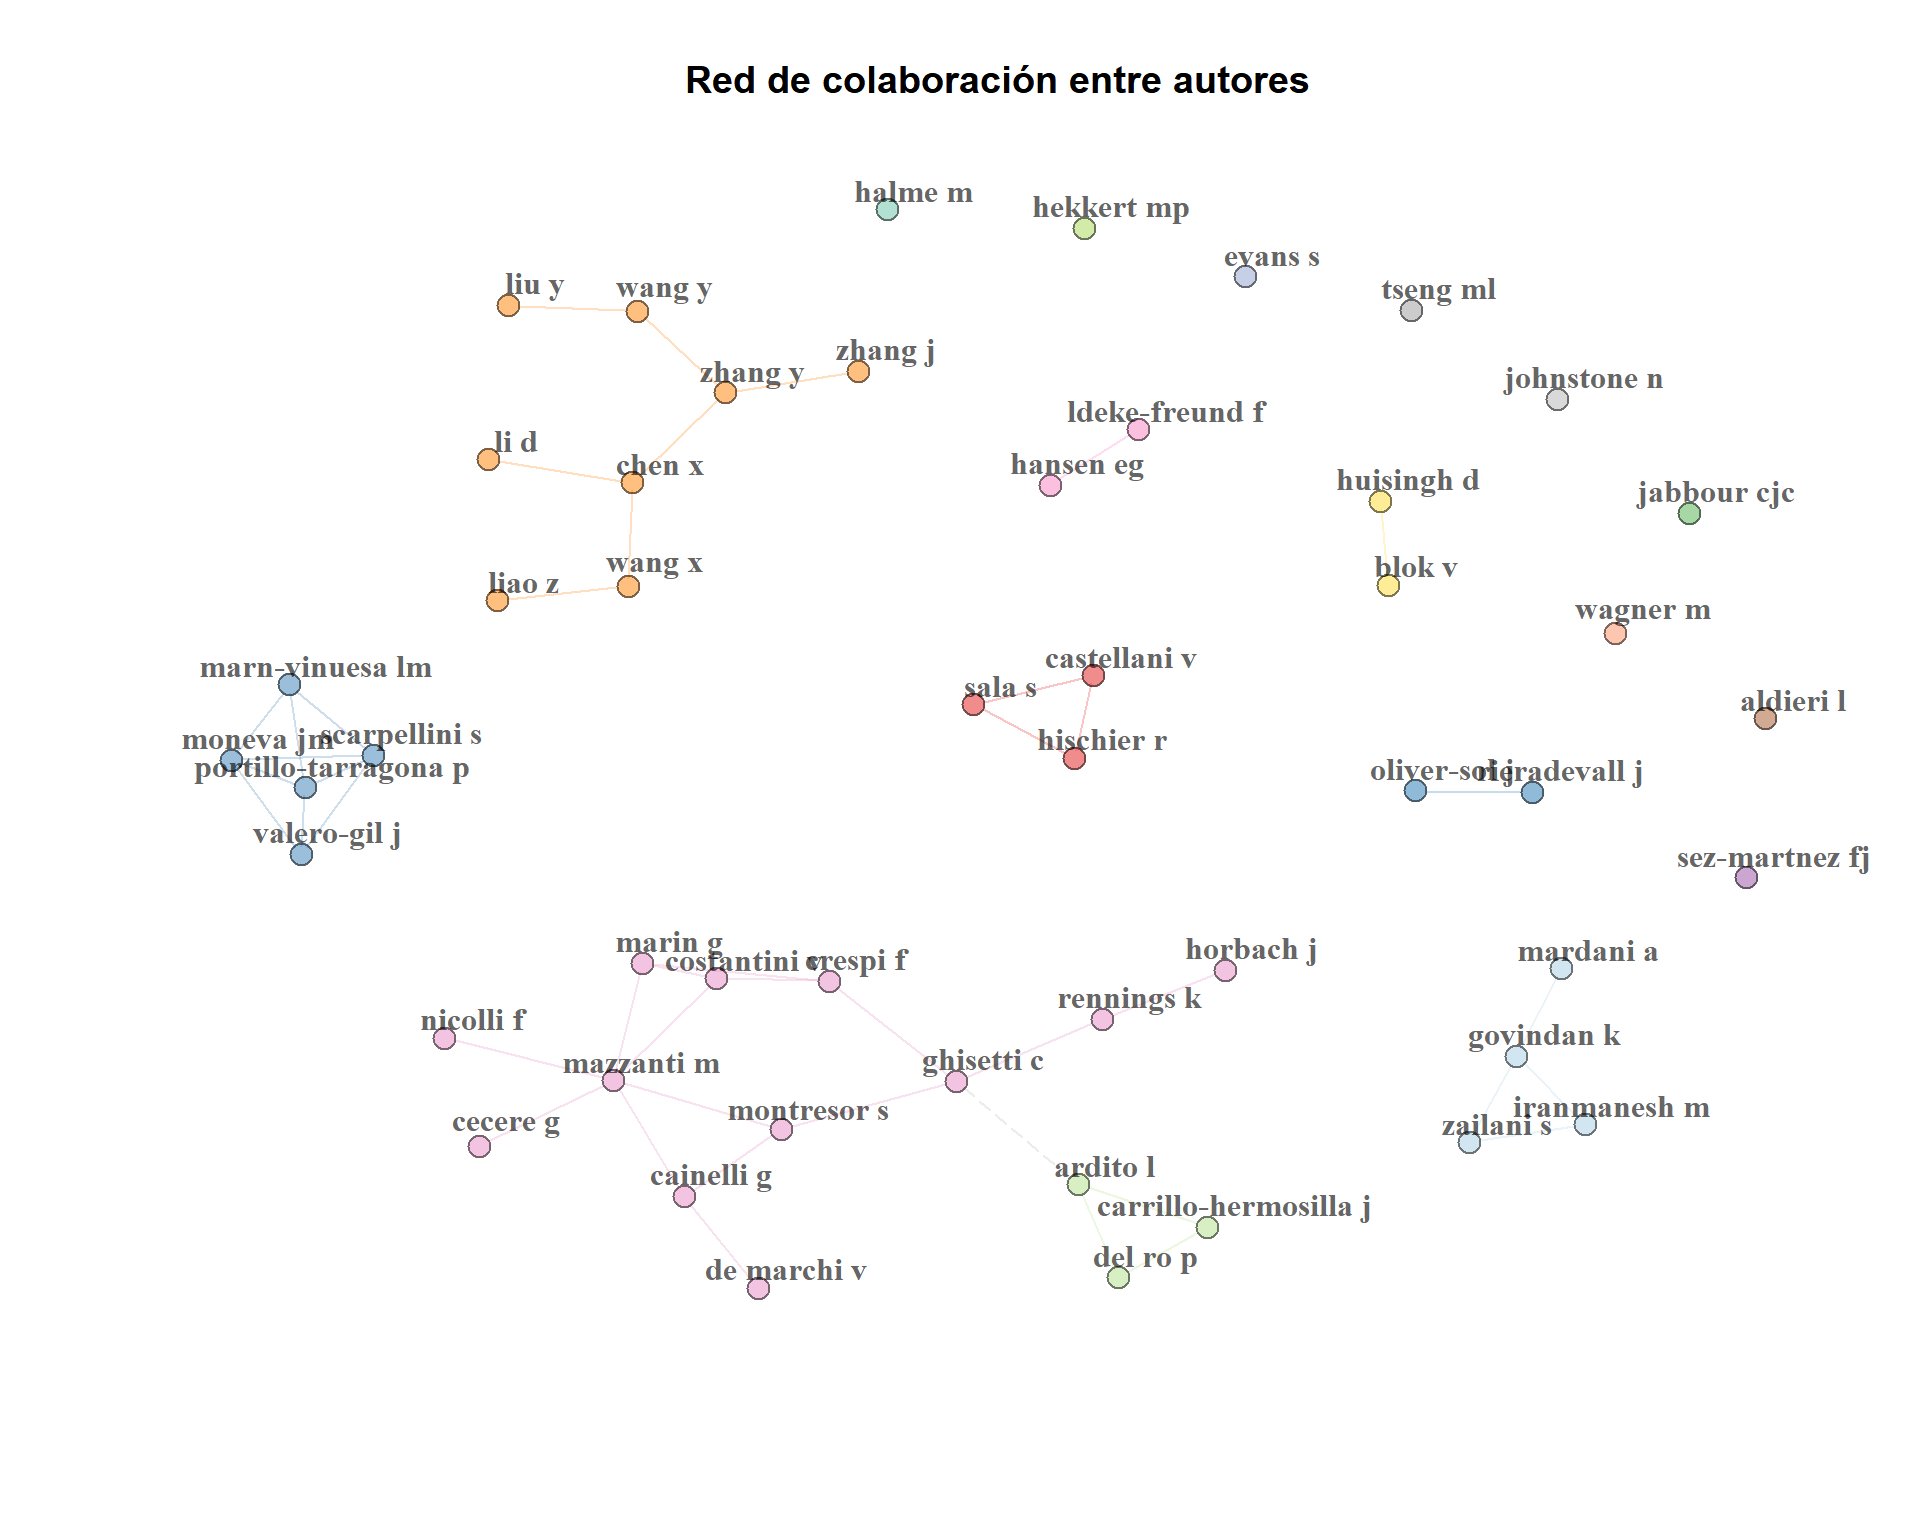 Red de colaboración entre autores
halme m
hekkert mp
evans s
liu y
wang y
tseng ml
zhang j
zhang y
johnstone n
ldeke-freund f
li d
chen x
hansen eg
huisingh d
jabbour cjc
wang x
blok v
liao z
wagner m
marn-vinuesa lm
castellani v
sala s
aldieri l
moneva jm
scarpellini s
hischier r
portillo-tarragona p
oliver-sol j
rieradevall j
valero-gil j
sez-martnez fj
marin g
costantini v
crespi f
horbach j
mardani a
rennings k
nicolli f
govindan k
mazzanti m
ghisetti c
montresor s
iranmanesh m
cecere g
zailani s
ardito l
cainelli g
carrillo-hermosilla j
del ro p
de marchi v